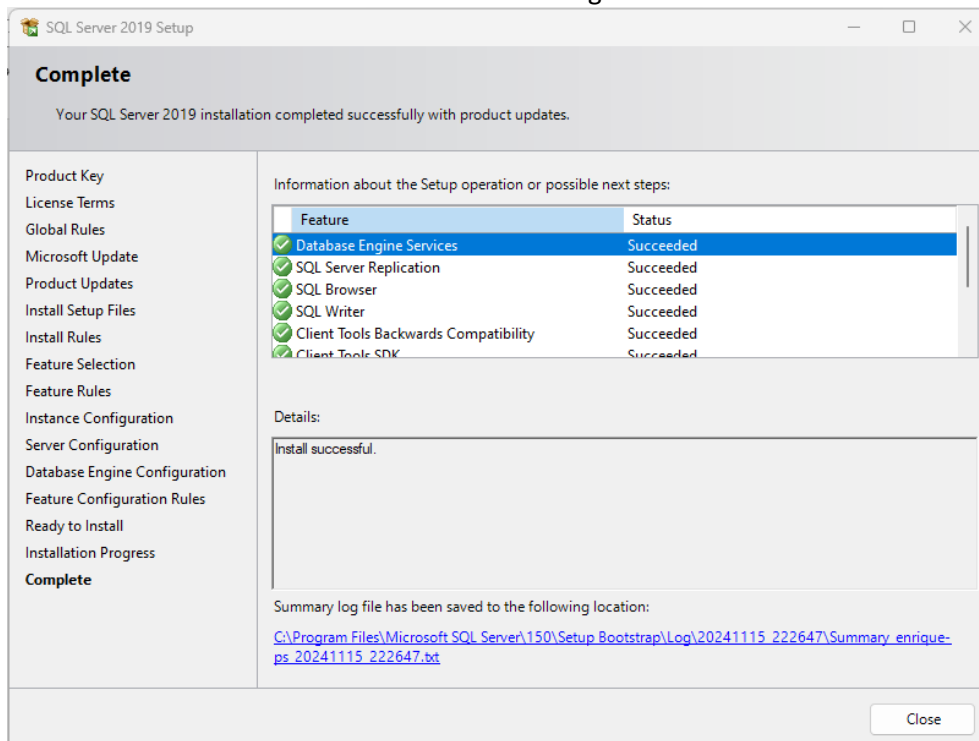 SQL Server 2019 Setup
Complete
Your SQL Server 2019 installation completed successfully with product updates.
Product Key
License Terms
Global Rules
Microsoft Update
Product Updates
Install Setup Files
Install Rules
Feature Selection
Feature Rules
Instance Configuration
Server Configuration
Database Engine Configuration
Feature Configuration Rules
Ready to Install
Installation Progress
Complete
Information about the Setup operation or possible next steps:
Feature Status
Database Engine Services Succeeded
SQL Server Replication Succeeded
SQL Browser Succeeded
SQL Writer Succeeded
Client Tools Backwards Compatibility Succeeded
Client Tools SDK Succeeded
Details:
Install successful.
Summary log file has been saved to the following location:
C:\Program Files\Microsoft SQL Server\150\Setup Bootstrap\Log\20241115_222647\Summary_enrique-
ps_20241115_222647.txt
Close